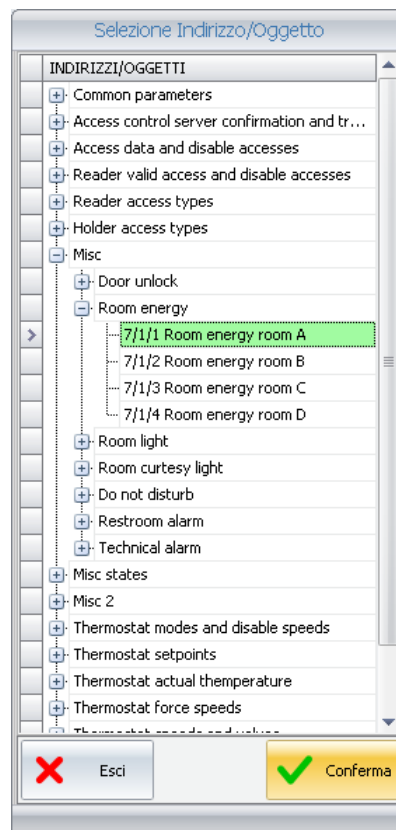 Selezione Indirizzo/Oggetto
INDIRIZZI/OGGETTI
Common parameters
Access control server confirmation and tr...
Access data and disable accesses
Reader valid access and disable accesses
Reader access types
Holder access types
Misc
Door unlock
Room energy
7/1/1 Room energy room A
7/1/2 Room energy room B
7/1/3 Room energy room C
7/1/4 Room energy room D
Room light
Room curtesy light
Do not disturb
Restroom alarm
Technical alarm
Misc states
Misc 2
Thermostat modes and disable speeds
Thermostat setpoints
Thermostat actual themperature
Thermostat force speeds
Esci
Conferma